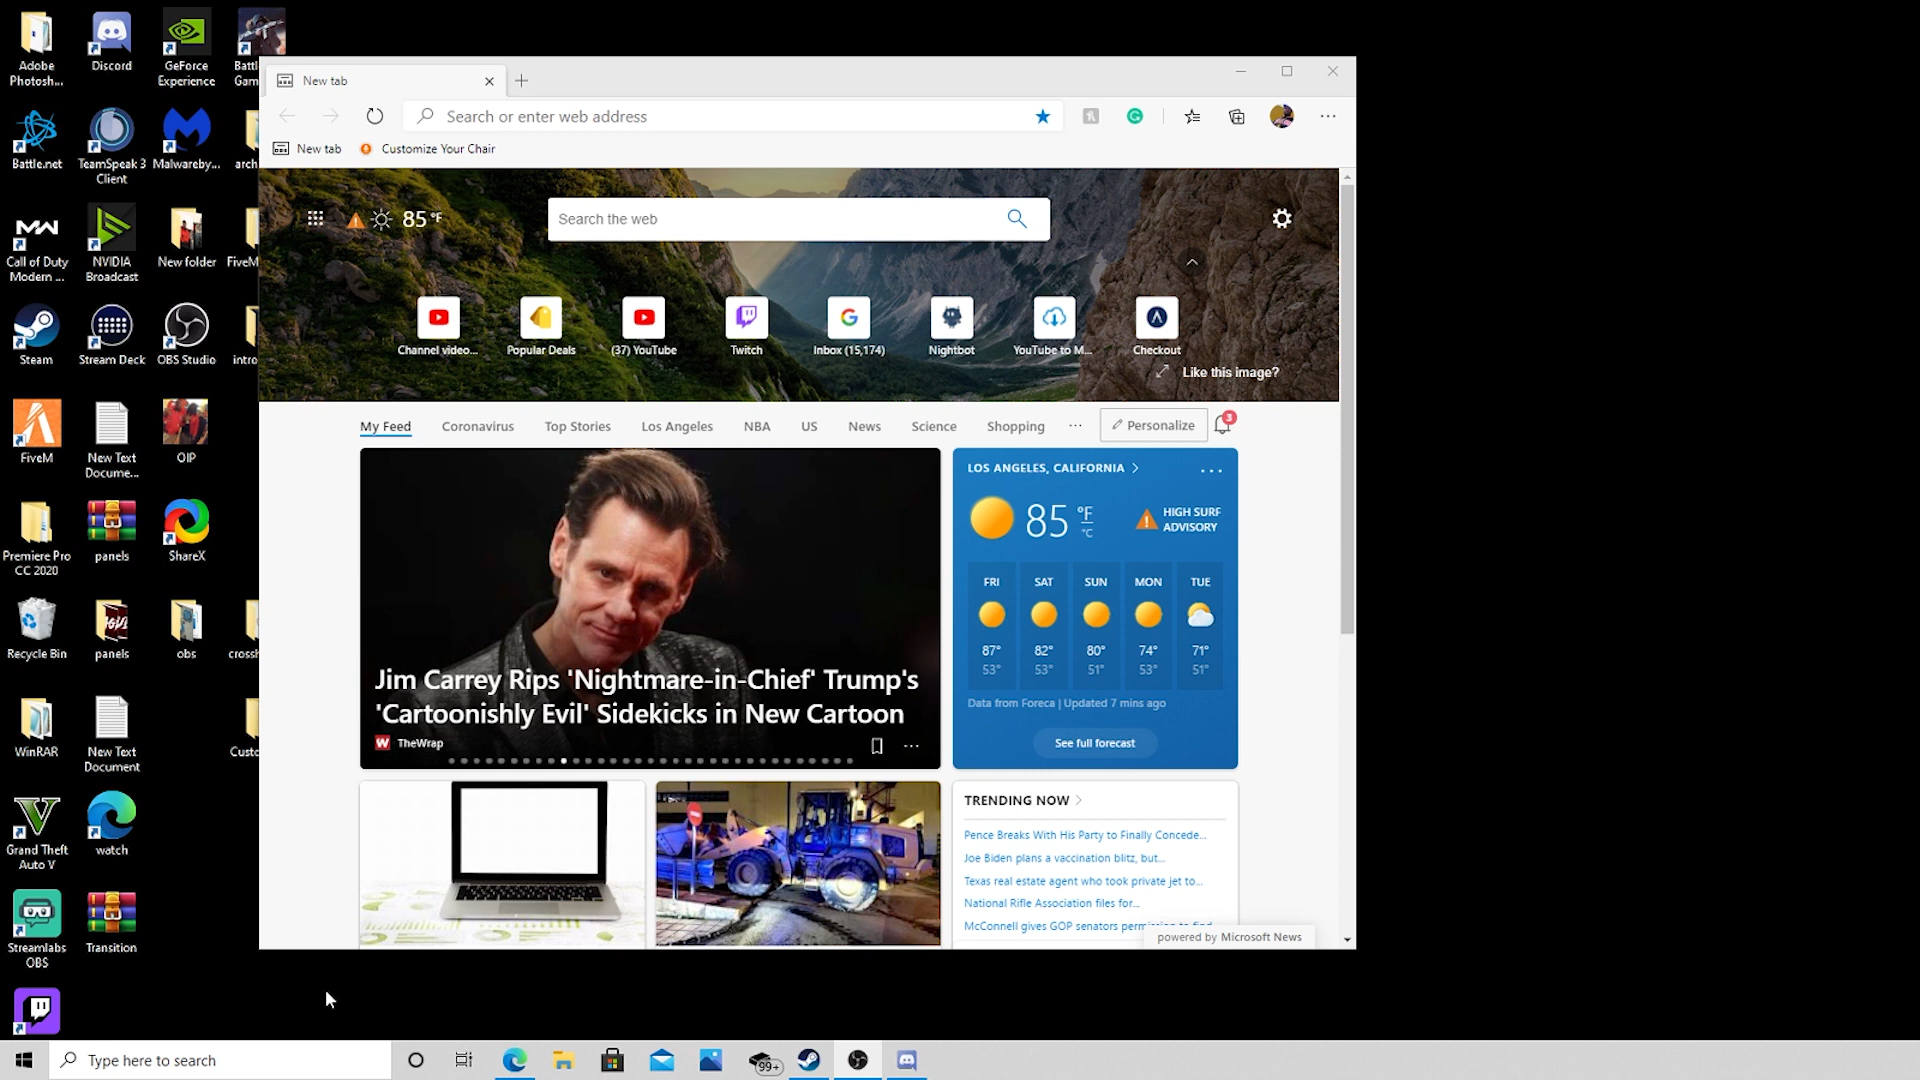 Adobe
Photosh...
Discord
GeForce
Experience
Battl
Gam
Battle.net
TeamSpeak 3
Client
Malwareby...
arch
Call of Duty
Modern ...
NVIDIA
Broadcast
New folder
FiveM
Steam
Stream Deck
OBS Studio
intro
FiveM
New Text
Docume...
OIP
Premiere Pro
CC 2020
panels
ShareX
Recycle Bin
panels
obs
crossh
WinRAR
New Text
Document
Custo
Grand Theft
Auto V
watch
Streamlabs
OBS
Transition
New tab
Search or enter web address
New tab
Customize Your Chair
85°F
Search the web
Channel video...
Popular Deals
(37) YouTube
Twitch
Inbox (15,174)
Nightbot
YouTube to M...
Checkout
Like this image?
My Feed
Coronavirus
Top Stories
Los Angeles
NBA
US
News
Science
Shopping
...
Personalize
3
Jim Carrey Rips 'Nightmare-in-Chief' Trump's
'Cartoonishly Evil' Sidekicks in New Cartoon
W TheWrap
LOS ANGELES, CALIFORNIA
85 °F
°C
HIGH SURF
ADVISORY
FRI SAT SUN MON TUE
87° 82° 80° 74° 71°
53° 53° 51° 53° 51°
Data from Foreca | Updated 7 mins ago
See full forecast
TRENDING NOW
Pence Breaks With His Party to Finally Concede...
Joe Biden plans a vaccination blitz, but...
Texas real estate agent who took private jet to...
National Rifle Association files for...
McConnell gives GOP senators permission to find
powered by Microsoft News
Type here to search
99+